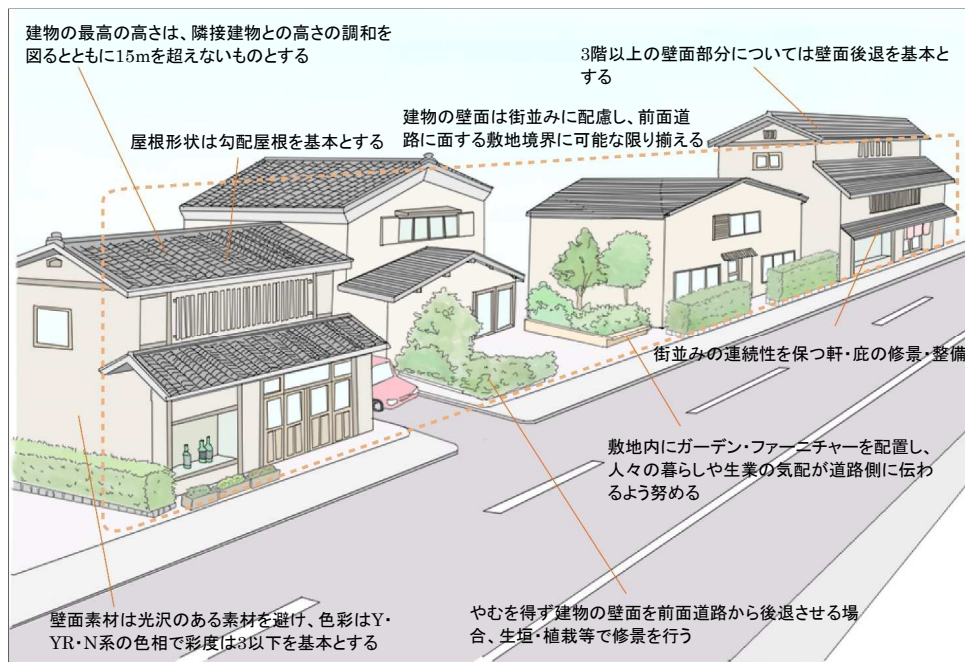 建物の最高の高さは、隣接建物との高さの調和を
図るとともに15mを超えないものとする
3階以上の壁面部分については壁面後退を基本と
する
建物の壁面は街並みに配慮し、前面道
路に面する敷地境界に可能な限り揃える
屋根形状は勾配屋根を基本とする
街並みの連続性を保つ軒・庇の修景・整備
敷地内にガーデン・ファーニチャーを配置し、
人々の暮らしや生業の気配が道路側に伝わ
るよう努める
壁面素材は光沢のある素材を避け、色彩はY・
YR・N系の色相で彩度は3以下を基本とする
やむを得ず建物の壁面を前面道路から後退させる場
合、生垣・植栽等で修景を行う